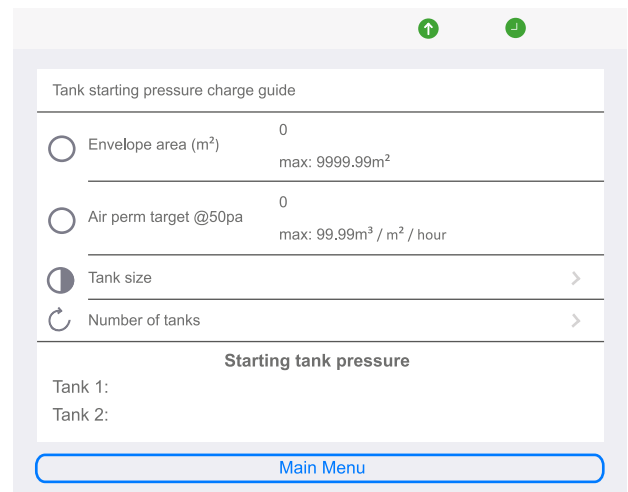 Tank starting pressure charge guide
Envelope area (m²)
0
max: 9999.99m²
Air perm target @50pa
0
max: 99.99m³ / m² / hour
Tank size
Number of tanks
Starting tank pressure
Tank 1:
Tank 2:
Main Menu